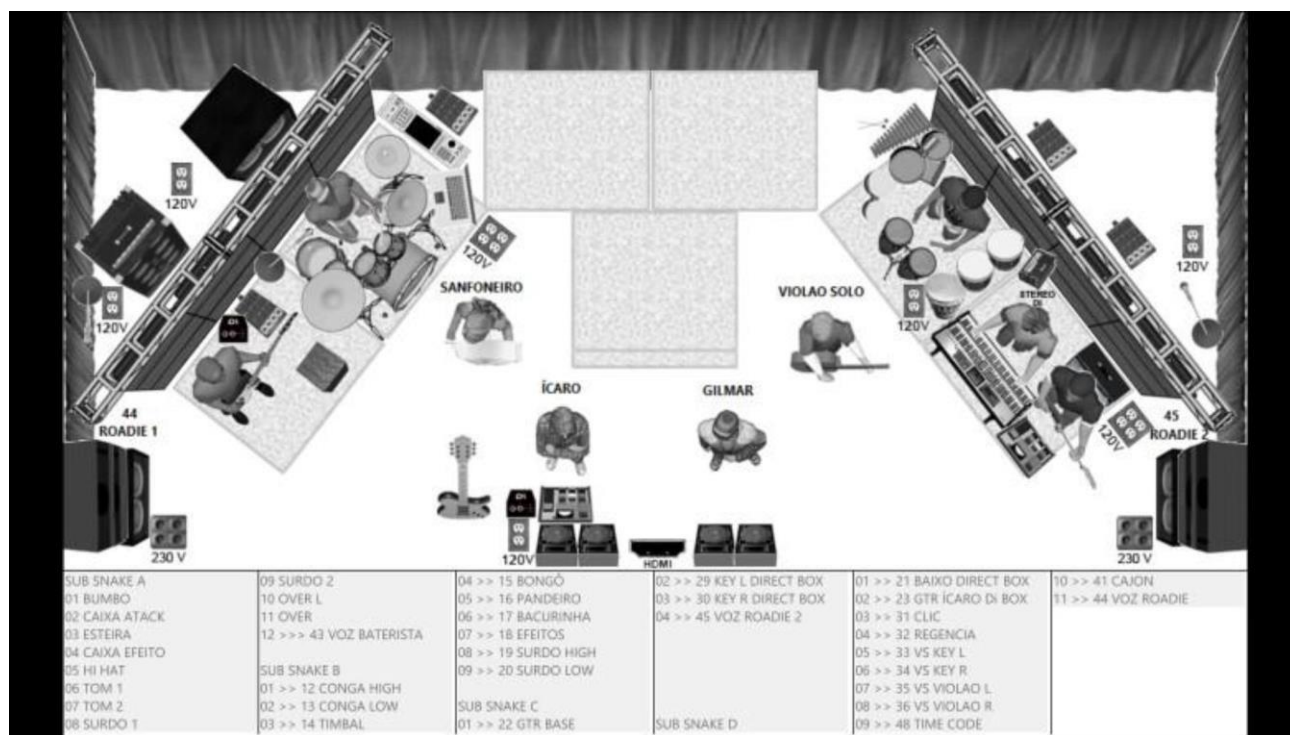 120V
120V
120V
SANFONEIRO
VIOLAO SOLO
120V
STEREO
DI
120V
DI
ÍCARO
GILMAR
44
ROADIE 1
120V
45
ROADIE 2
DI
230 V
120V
HDMI
230 V
SUB SNAKE A
01 BUMBO
02 CAIXA ATACK
03 ESTEIRA
04 CAIXA EFEITO
05 HI HAT
06 TOM 1
07 TOM 2
08 SURDO 1
09 SURDO 2
10 OVER L
11 OVER
12 >>> 43 VOZ BATERISTA
SUB SNAKE B
01 >> 12 CONGA HIGH
02 >> 13 CONGA LOW
03 >> 14 TIMBAL
04 >> 15 BONGÔ
05 >> 16 PANDEIRO
06 >> 17 BACURINHA
07 >> 18 EFEITOS
08 >> 19 SURDO HIGH
09 >> 20 SURDO LOW
SUB SNAKE C
01 >> 22 GTR BASE
02 >> 29 KEY L DIRECT BOX
03 >> 30 KEY R DIRECT BOX
04 >> 45 VOZ ROADIE 2
SUB SNAKE D
01 >> 21 BAIXO DIRECT BOX
02 >> 23 GTR ÍCARO Di BOX
03 >> 31 CLIC
04 >> 32 REGENCIA
05 >> 33 VS KEY L
06 >> 34 VS KEY R
07 >> 35 VS VIOLAO L
08 >> 36 VS VIOLAO R
09 >> 48 TIME CODE
10 >> 41 CAJON
11 >> 44 VOZ ROADIE